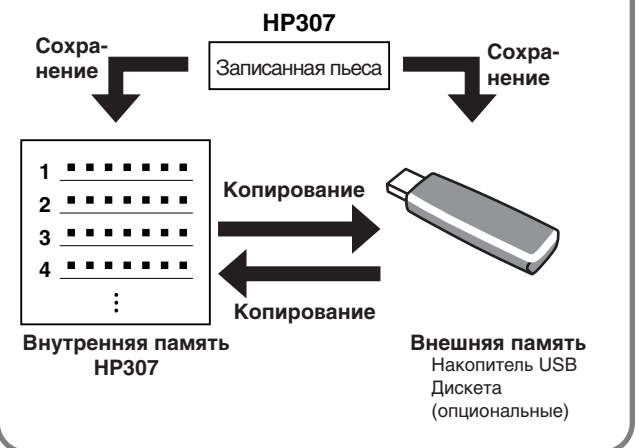 HP307
Сохра-
нение
Записанная пьеса
Сохра-
нение
1
2
3
4
Копирование
Копирование
Внутренняя память
HP307
Внешняя память
Накопитель USB
Дискета
(опциональные)